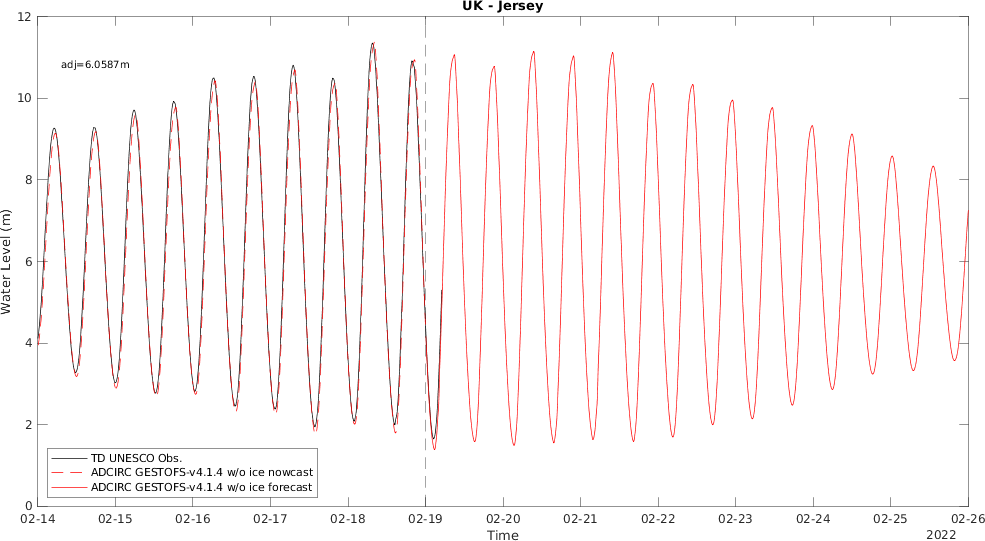 UK - Jersey
adj=6.0587m
12
10
8
6
4
2
0
Water Level (m)
TD UNESCO Obs.
ADCIRC GESTOFS-v4.1.4 w/o ice nowcast
ADCIRC GESTOFS-v4.1.4 w/o ice forecast
02-14 02-15 02-16 02-17 02-18 02-19 02-20 02-21 02-22 02-23 02-24 02-25 02-26
Time
2022